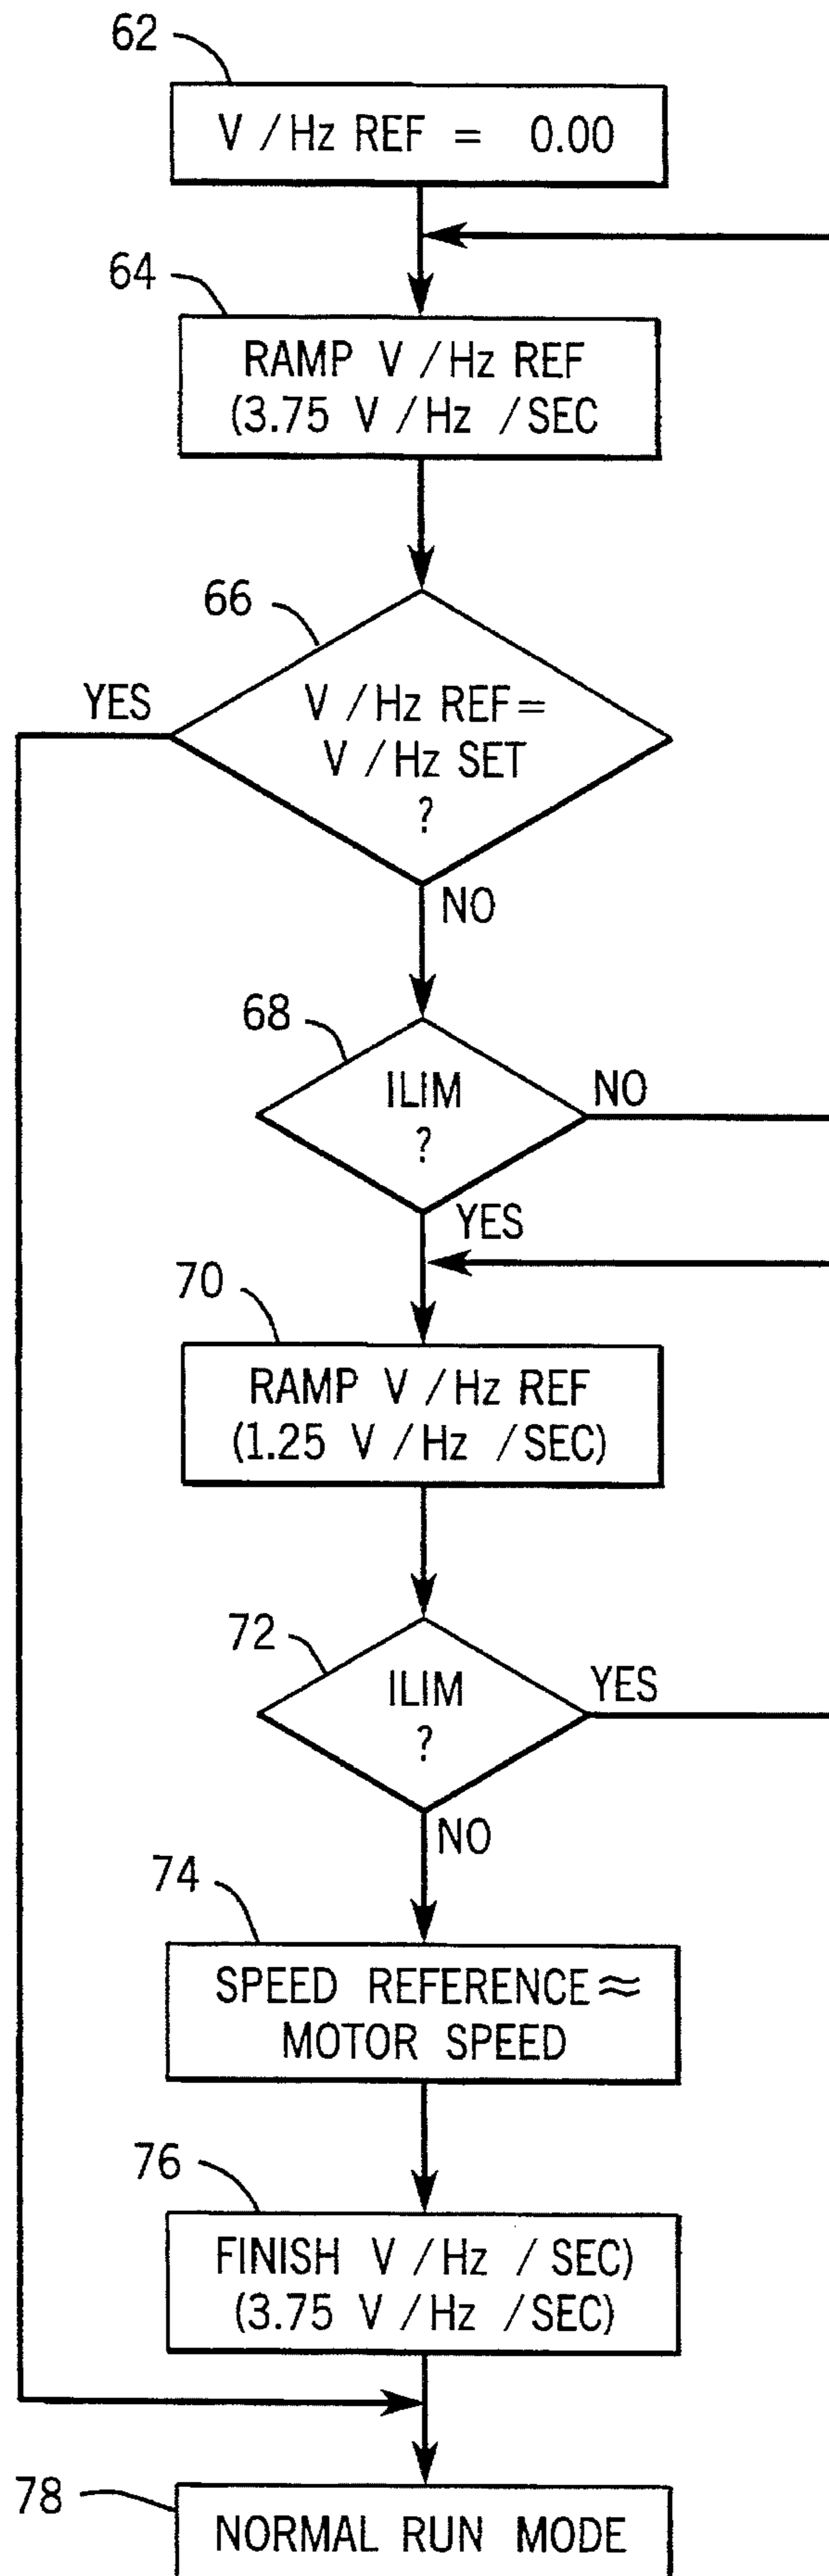 62
V /Hz REF = 0.00
64
RAMP V /Hz REF
(3.75 V /Hz /SEC
66
YES
V /Hz REF=
V /Hz SET
?
NO
68
ILIM
?
NO
YES
70
RAMP V /Hz REF
(1.25 V /Hz /SEC)
72
ILIM
?
YES
NO
74
SPEED REFERENCE≈
MOTOR SPEED
76
FINISH V /Hz / SEC)
(3.75 V /Hz /SEC)
78
NORMAL RUN MODE